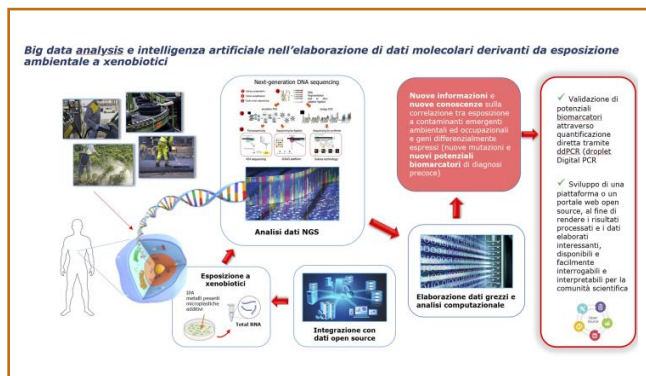 Big data analysis e intelligenza artificiale nell'elaborazione di dati molecolari derivanti da esposizione
ambientale a xenobiotici
Next-generation DNA sequencing
Analisi dati NGS
Nuove informazioni e
nuove conoscenze sulla
correlazione tra esposizione
a contaminanti emergenti
ambientali ed occupazionali
e geni differenzialmente
espressi (nuove mutazioni e
nuovi potenziali
biomarcatori di diagnosi
precoce)
✓ Validazione di
potenziali
biomarcatori
attraverso
quantificazione
diretta tramite
ddPCR (droplet
Digital PCR
✓ Sviluppo di una
piattaforma o un
portale web open
source, al fine di
rendere i risultati
processati e i dati
elaborati
interessanti,
disponibili e
facilmente
interrogabili e
interpretabili per la
comunità scientifica
Esposizione a
xenobiotici
IPA
metalli pesanti
microplastiche
additivi
Total RNA
Integrazione con
dati open source
Elaborazione dati grezzi e
analisi computazionale